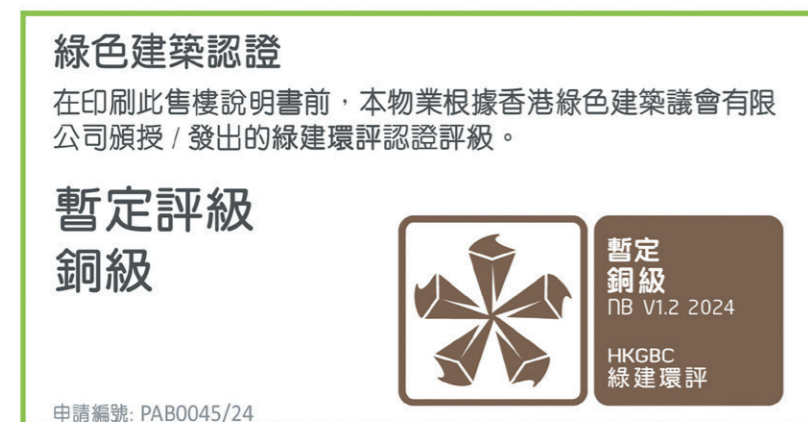 綠色建築認證
在印刷此售樓說明書前，本物業根據香港綠色建築議會有限
公司頒授 / 發出的綠建環評認證評級。
暫定評級
銅級
暫定
銅級
NB V1.2 2024
HKGBC
綠建環評
申請編號: PAB0045/24